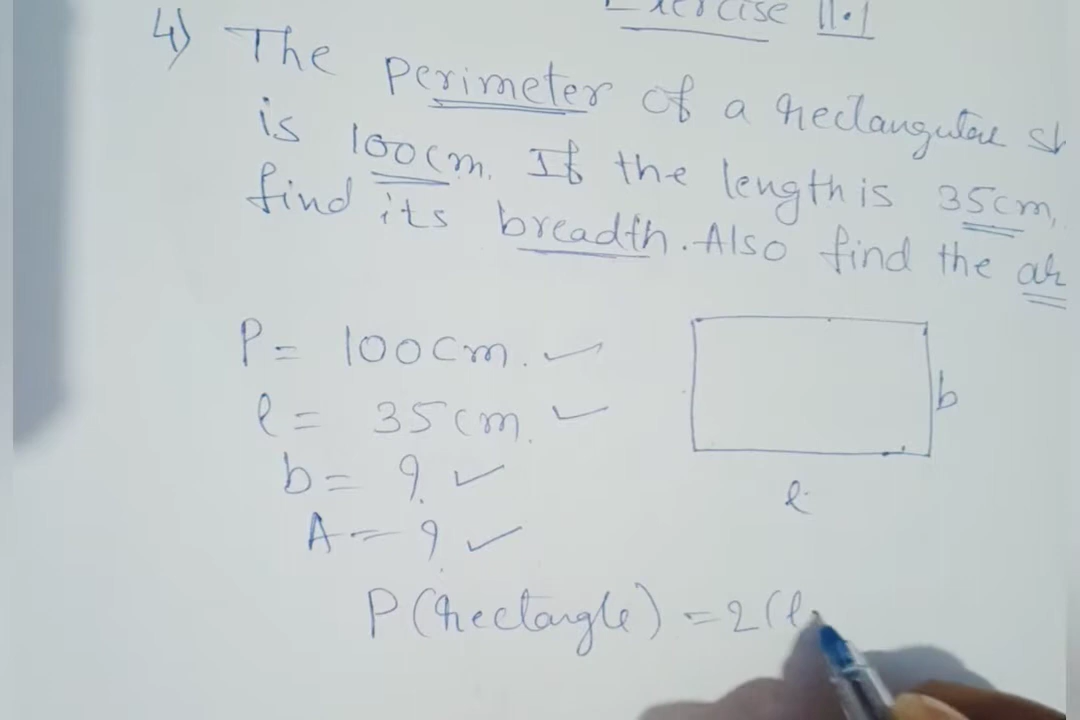 Exercise 11.1
4) The perimeter of a rectangular
is 100cm. If the length is 35cm,
find its breadth. Also find the
P = 100cm. ✓
l = 35cm. ✓
b = ? ✓
A = ? ✓
b
l
P(rectangle) = 2(l